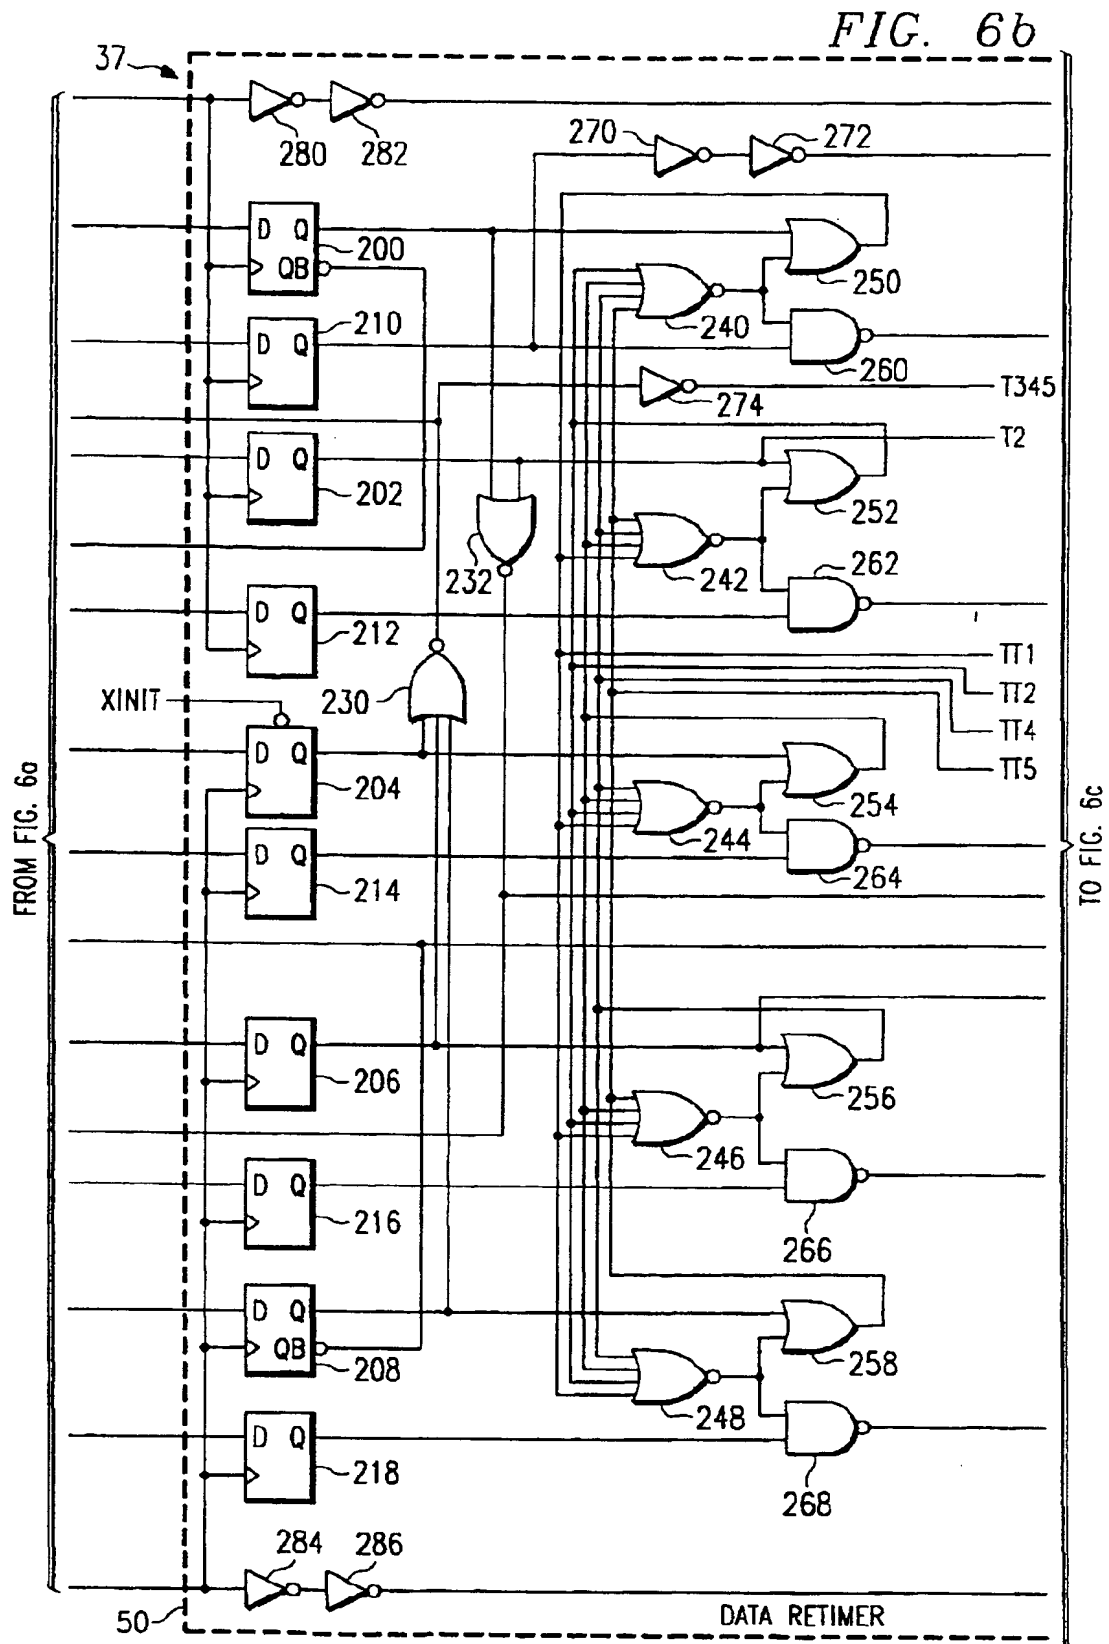 FIG. 6b
37
280
282
270
272
D Q
200
QB
250
240
D Q
210
260
274
T345
T2
D Q
202
252
232
242
262
D Q
212
TT1
230
TT2
XINIT
TT4
D Q
204
TT5
254
244
D Q
214
264
FROM FIG. 6a
TO FIG. 6c
D Q
206
256
246
D Q
216
266
D Q
QB
208
258
248
D Q
218
268
284
286
50
DATA RETIMER